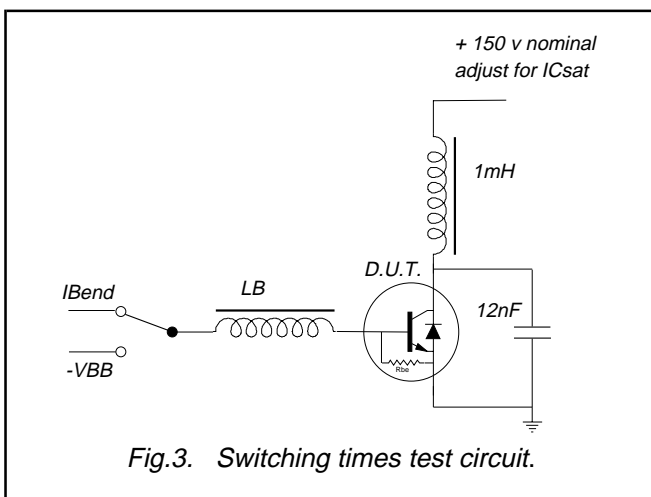 + 150 v nominal
adjust for ICsat
1mH
D.U.T.
LB
IBend
12nF
-VBB
Rbe
Fig.3. Switching times test circuit.